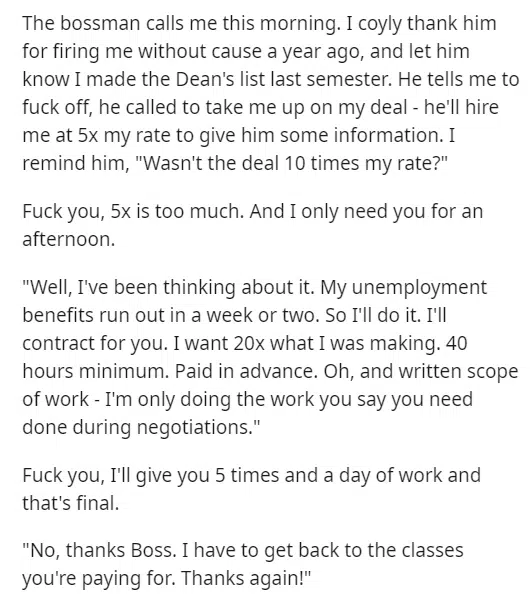 The bossman calls me this morning. I coyly thank him
for firing me without cause a year ago, and let him
know I made the Dean's list last semester. He tells me to
fuck off, he called to take me up on my deal - he'll hire
me at 5x my rate to give him some information. I
remind him, "Wasn't the deal 10 times my rate?"
Fuck you, 5x is too much. And I only need you for an
afternoon.
"Well, I've been thinking about it. My unemployment
benefits run out in a week or two. So I'll do it. I'll
contract for you. I want 20x what I was making. 40
hours minimum. Paid in advance. Oh, and written scope
of work - I'm only doing the work you say you need
done during negotiations."
Fuck you, I'll give you 5 times and a day of work and
that's final.
"No, thanks Boss. I have to get back to the classes
you're paying for. Thanks again!"